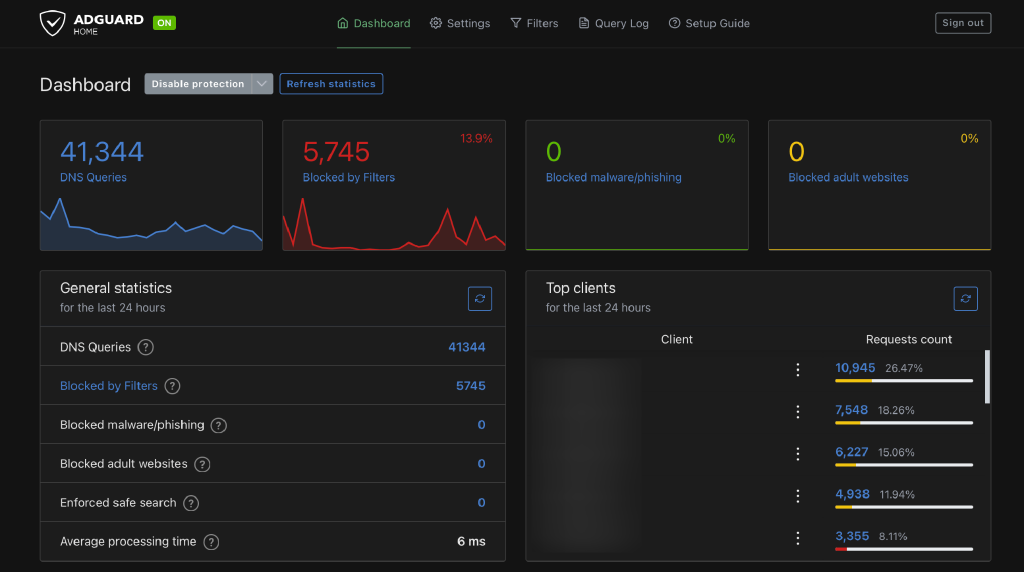 ADGUARD
HOME
ON
Dashboard
Settings
Filters
Query Log
Setup Guide
Sign out
Dashboard
Disable protection
Refresh statistics
41,344
DNS Queries
13.9%
5,745
Blocked by Filters
0%
0
Blocked malware/phishing
0%
0
Blocked adult websites
General statistics
for the last 24 hours
DNS Queries ? 41344
Blocked by Filters ? 5745
Blocked malware/phishing ? 0
Blocked adult websites ? 0
Enforced safe search ? 0
Average processing time ? 6 ms
Top clients
for the last 24 hours
Client Requests count
10,945 26.47%
7,548 18.26%
6,227 15.06%
4,938 11.94%
3,355 8.11%